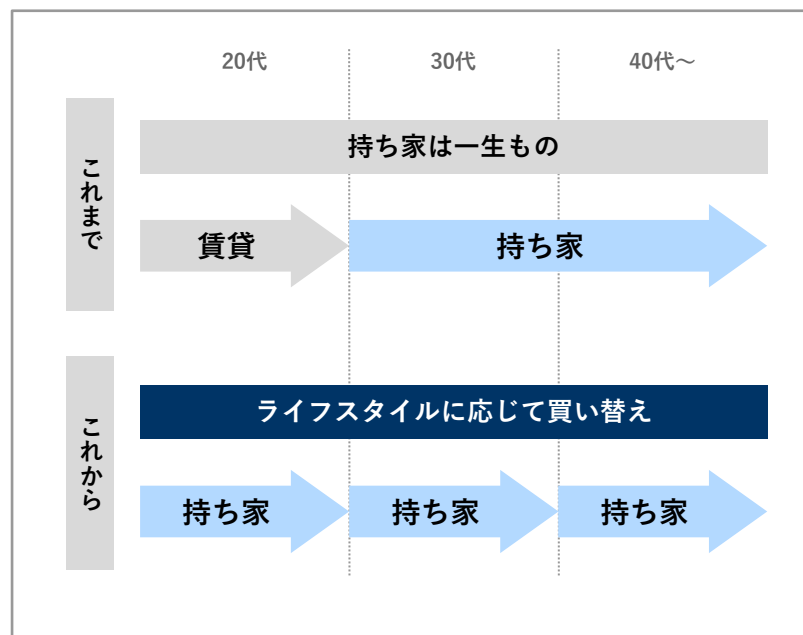 20代
30代
40代～
これまで
持ち家は一生もの
賃貸
持ち家
これから
ライフスタイルに応じて買い替え
持ち家
持ち家
持ち家